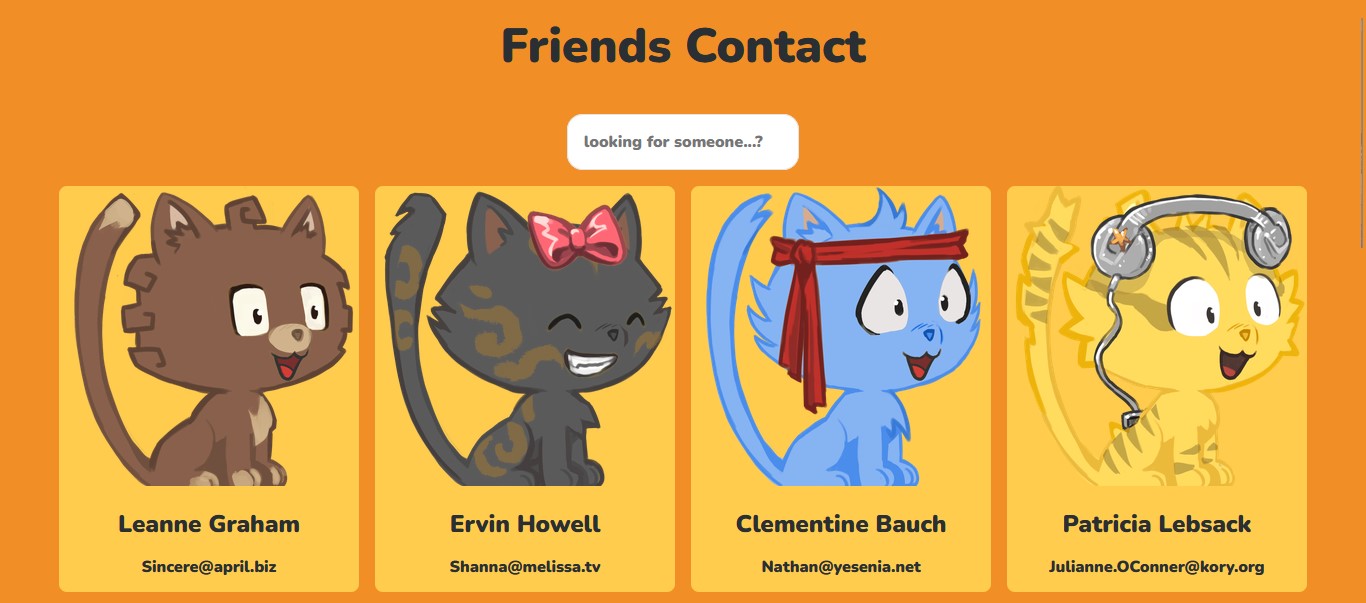 Friends Contact
looking for someone...?
Leanne Graham
Sincere@april.biz
Ervin Howell
Shanna@melissa.tv
Clementine Bauch
Nathan@yesenia.net
Patricia Lebsack
Julianne.OConner@kory.org